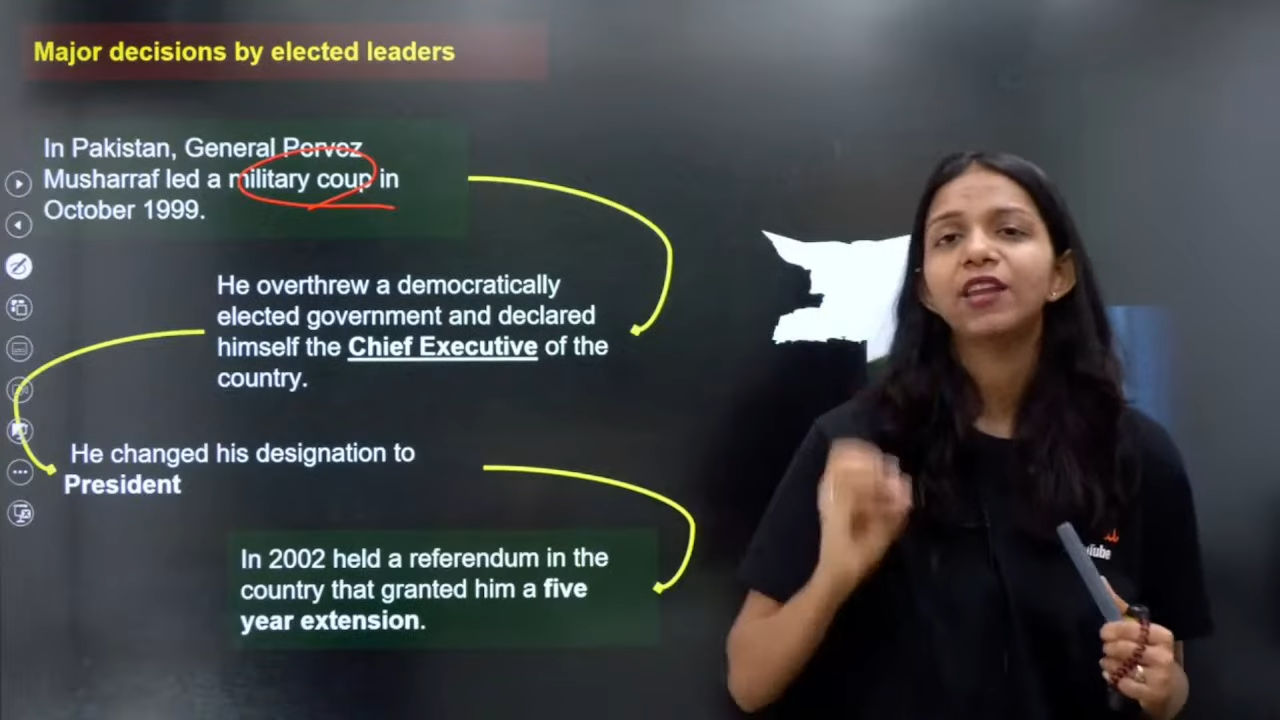 Major decisions by elected leaders
In Pakistan, General Pervez
Musharraf led a military coup in
October 1999.
He overthrew a democratically
elected government and declared
himself the Chief Executive of the
country.
He changed his designation to
President
In 2002 held a referendum in the
country that granted him a five
year extension.